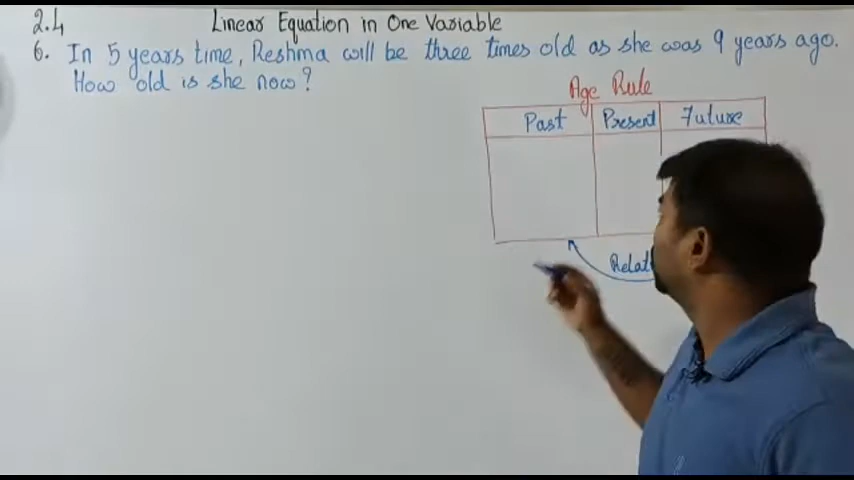 2.4 Linear Equation in One Variable
6. In 5 years time, Reshma will be three times old as she was 9 years ago.
How old is she now?
Age Rule
Past Present Future